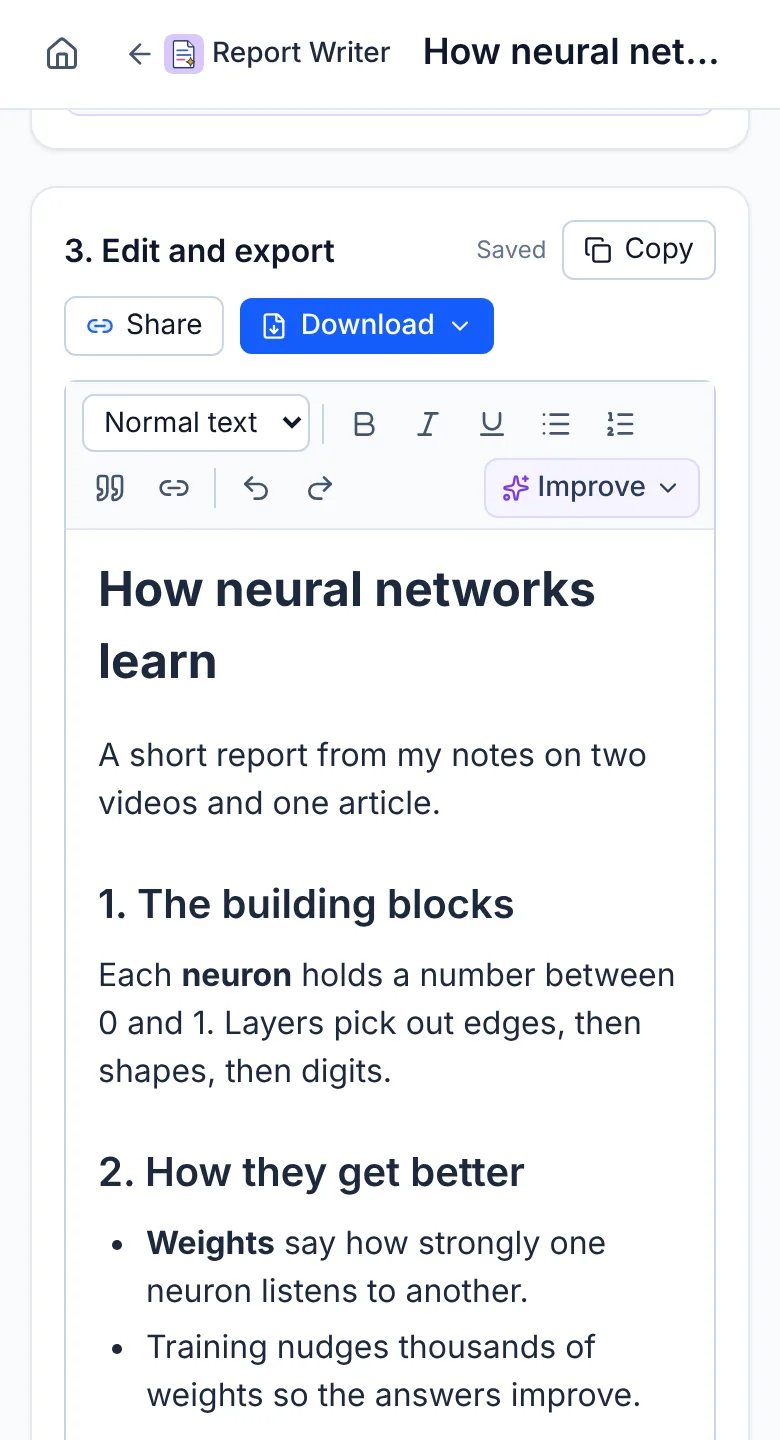 Report Writer How neural net...
3. Edit and export Saved Copy
Share Download
Normal text B I U
Improve
How neural networks
learn
A short report from my notes on two
videos and one article.
1. The building blocks
Each neuron holds a number between
0 and 1. Layers pick out edges, then
shapes, then digits.
2. How they get better
• Weights say how strongly one
neuron listens to another.
• Training nudges thousands of
weights so the answers improve.